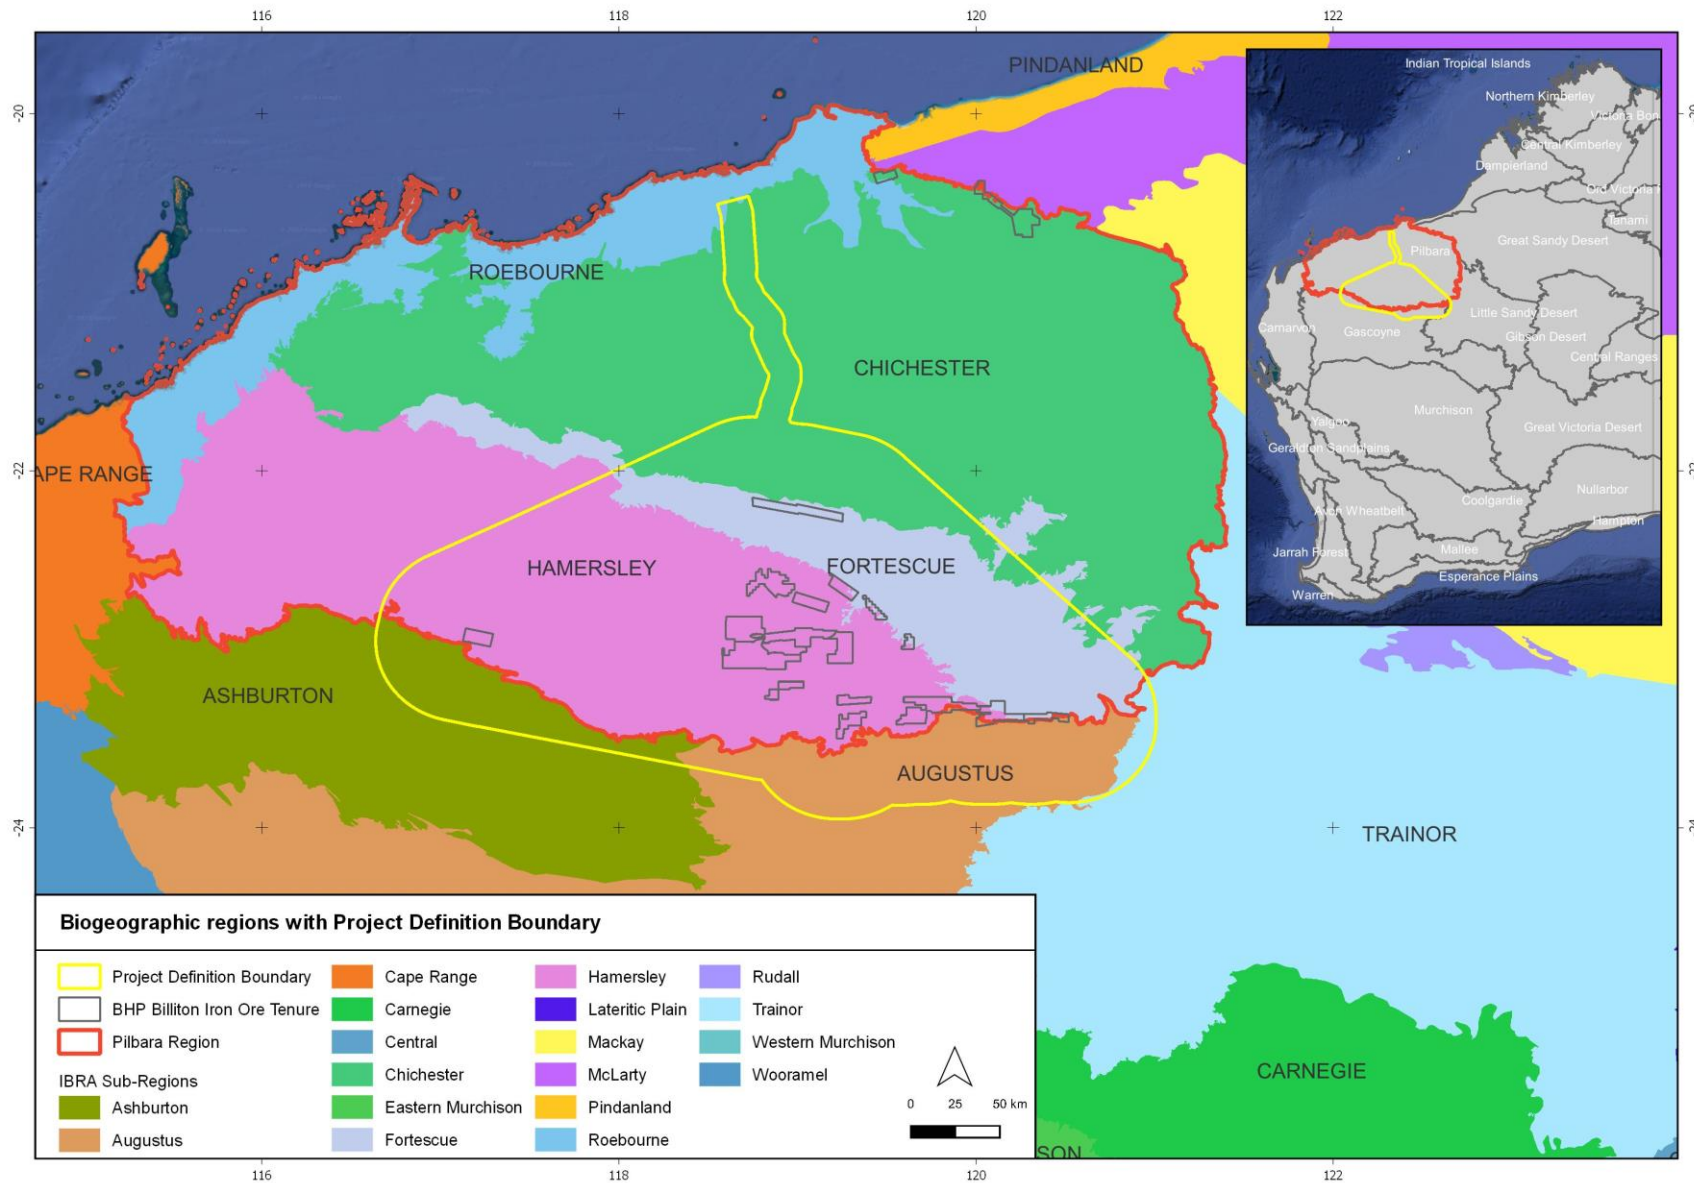 116 118 120 122
PINDANLAND
-20
ROEBOURNE
CHICHESTER
APE RANGE
-22
HAMERSLEY
FORTESCUE
ASHBURTON
AUGUSTUS
-24
TRAINOR
CARNEGIE
SON
Indian Tropical Islands
Northern Kimberley
Victoria Bon
Central Kimberley
Dampierland
Ord Victoria
Tanami
Great Sandy Desert
Pilbara
Little Sandy Desert
Carnarvon
Gascoyne
Gibson Desert
Central Ranges
Murchison
Yalgoo
Great Victoria Desert
Geraldton Sandplains
Nullarbor
Coolgardie
Avon Wheatbelt
Hampton
Jarrah Forest
Mallee
Esperance Plains
Warren
Biogeographic regions with Project Definition Boundary
Project Definition Boundary
BHP Billiton Iron Ore Tenure
Pilbara Region
IBRA Sub-Regions
Ashburton
Augustus
Cape Range
Carnegie
Central
Chichester
Eastern Murchison
Fortescue
Hamersley
Lateritic Plain
Mackay
McLarty
Pindanland
Roebourne
Rudall
Trainor
Western Murchison
Wooramel
0 25 50 km
116 118 120 122